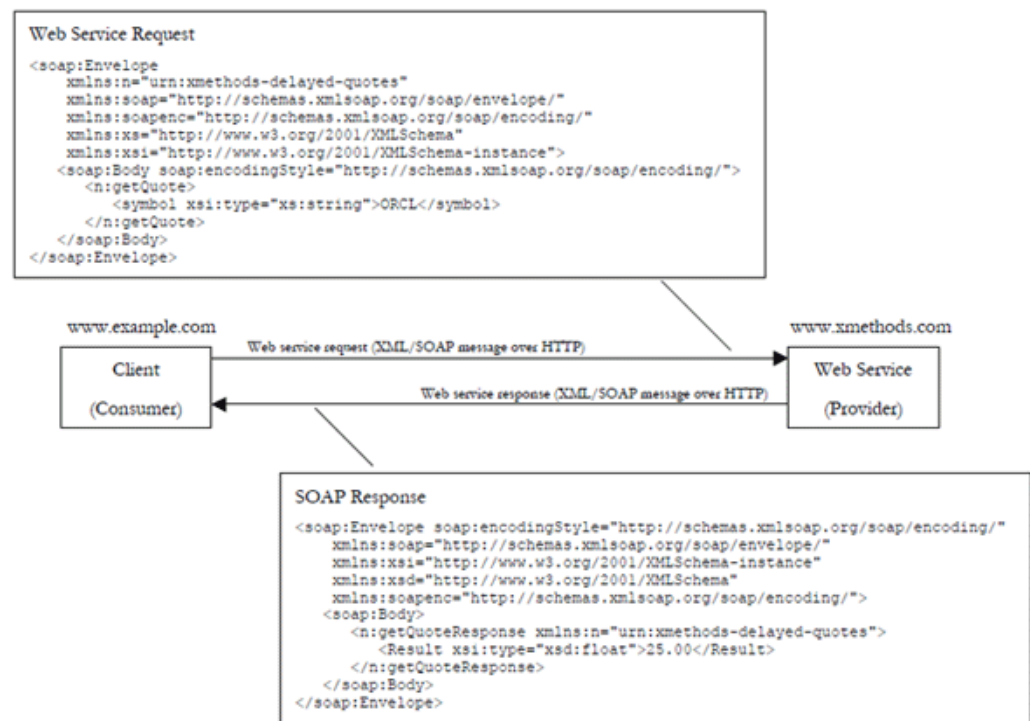 Web Service Request
<soap:Envelope
xmlns:n="urn:xmethods-delayed-quotes"
xmlns:soap="http://schemas.xmlsoap.org/soap/envelope/"
xmlns:soapenc="http://schemas.xmlsoap.org/soap/encoding/"
xmlns:xs="http://www.w3.org/2001/XMLSchema"
xmlns:xsi="http://www.w3.org/2001/XMLSchema-instance">
<soap:Body soap:encodingStyle="http://schemas.xmlsoap.org/soap/encoding/">
<n:getQuote>
<symbol xsi:type="xs:string">ORCL</symbol>
</n:getQuote>
</soap:Body>
</soap:Envelope>
www.example.com
www.xmethods.com
Client
(Consumer)
Web service request (XML/SOAP message over HTTP)
Web service response (XML/SOAP message over HTTP)
Web Service
(Provider)
SOAP Response
<soap:Envelope soap:encodingStyle="http://schemas.xmlsoap.org/soap/encoding/"
xmlns:soap="http://schemas.xmlsoap.org/soap/envelope/"
xmlns:xsi="http://www.w3.org/2001/XMLSchema-instance"
xmlns:xsd="http://www.w3.org/2001/XMLSchema"
xmlns:soapenc="http://schemas.xmlsoap.org/soap/encoding/">
<soap:Body>
<n:getQuoteResponse xmlns:n="urn:xmethods-delayed-quotes">
<Result xsi:type="xsd:float">25.00</Result>
</n:getQuoteResponse>
</soap:Body>
</soap:Envelope>